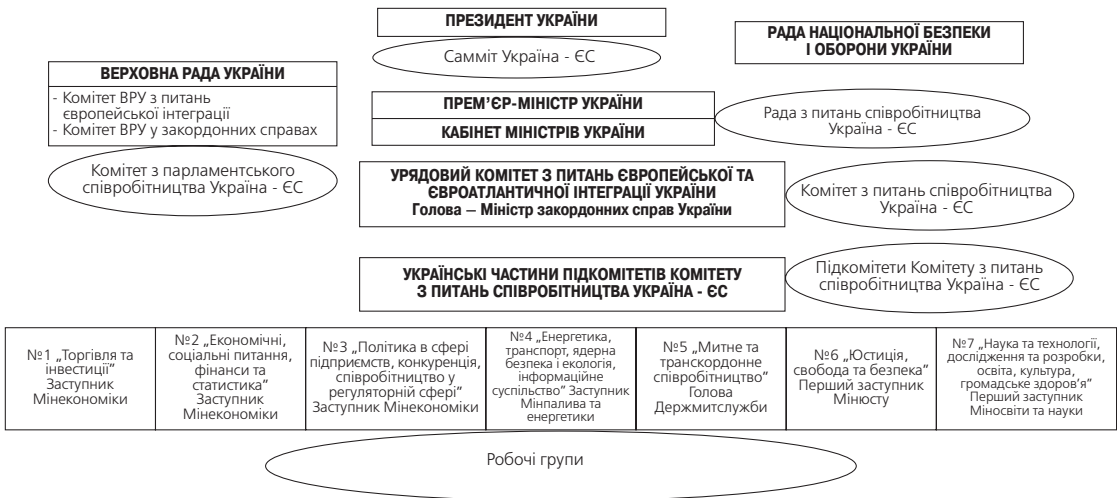 ПРЕЗИДЕНТ УКРАЇНИ
Самміт Україна - ЄС
РАДА НАЦІОНАЛЬНОЇ БЕЗПЕКИ
І ОБОРОНИ УКРАЇНИ
ВЕРХОВНА РАДА УКРАЇНИ
- Комітет ВРУ з питань
європейської інтеграції
- Комітет ВРУ у закордонних справах
Комітет з парламентського
співробітництва Україна - ЄС
ПРЕМ’ЄР-МІНІСТР УКРАЇНИ
КАБІНЕТ МІНІСТРІВ УКРАЇНИ
Рада з питань співробітництва
Україна - ЄС
УРЯДОВИЙ КОМІТЕТ З ПИТАНЬ ЄВРОПЕЙСЬКОЇ ТА
ЄВРОАТЛАНТИЧНОЇ ІНТЕГРАЦІЇ УКРАЇНИ
Голова – Міністр закордонних справ України
Комітет з питань співробітництва
Україна - ЄС
УКРАЇНСЬКІ ЧАСТИНИ ПІДКОМІТЕТІВ КОМІТЕТУ
З ПИТАНЬ СПІВРОБІТНИЦТВА УКРАЇНА - ЄС
Підкомітети Комітету з питань
співробітництва Україна - ЄС
№1 „Торгівля та
інвестиції”
Заступник
Мінекономіки
№2 „Економічні,
соціальні питання,
фінанси та
статистика”
Заступник
Мінекономіки
№3 „Політика в сфері
підприємств, конкуренція,
співробітництво у
регуляторній сфері”
Заступник Мінекономіки
№4 „Енергетика,
транспорт, ядерна
безпека і екологія,
інформаційне
суспільство” Заступник
Мінпалива та
енергетики
№5 „Митне та
транскордонне
співробітництво”
Голова
Держмитслужби
№6 „Юстиція,
свобода та безпека”
Перший заступник
Мінюсту
№7 „Наука та технології,
дослідження та розробки,
освіта, культура,
громадське здоров’я”
Перший заступник
Міносвіти та науки
Робочі групи